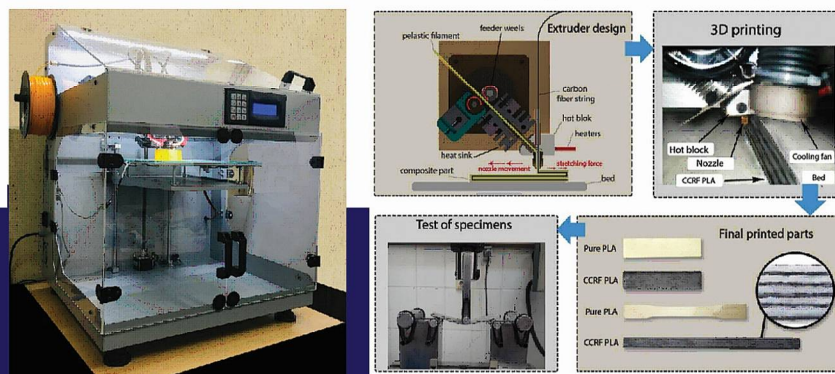 Extruder design
feeder weels
pelastic filament
carbon
fiber string
hot blok
heaters
heat sink
nozzle movement
stretching force
composite part
bed
3D printing
Hot block
Nozzle
CCRF PLA
Cooling fan
Bed
Test of specimens
Final printed parts
Pure PLA
CCRF PLA
Pure PLA
CCRF PLA